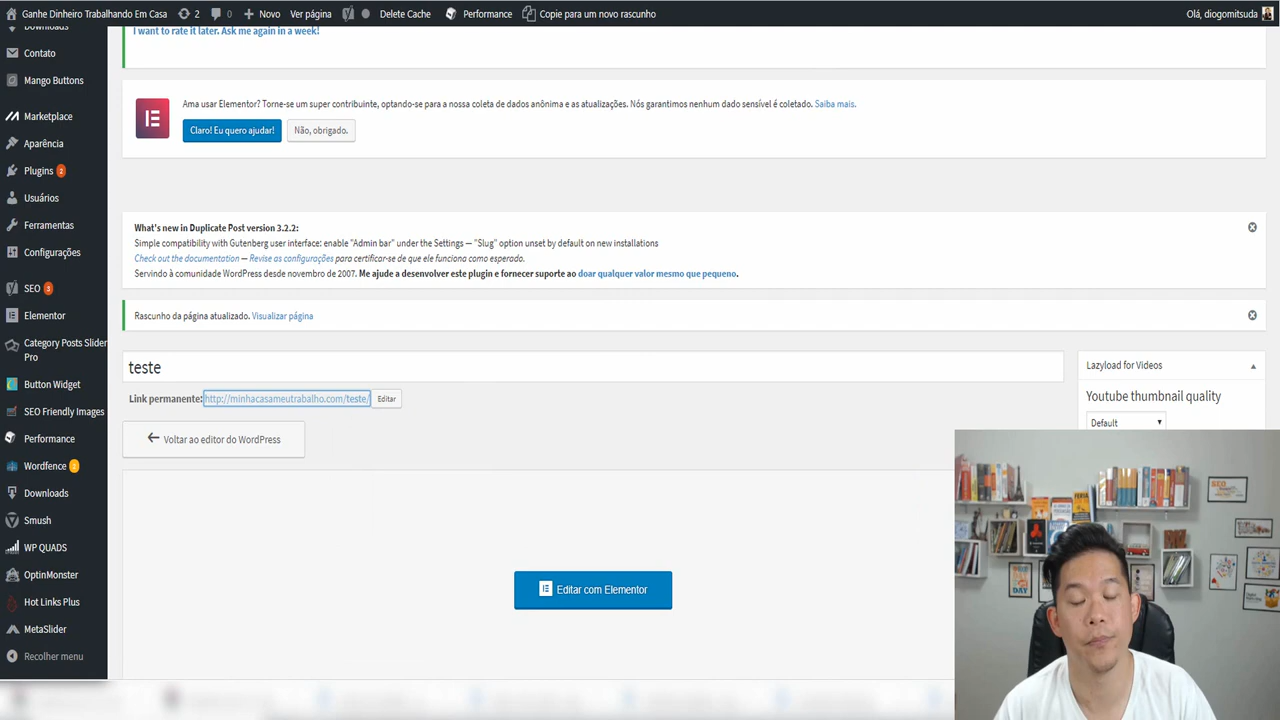 Ganhe Dinheiro Trabalhando Em Casa 2 0 + Novo Ver página Delete Cache Performance Copie para um novo rascunho Olá, diogomitsuda
Downloads
Contato
Mango Buttons
Marketplace
Aparência
Plugins 2
Usuários
Ferramentas
Configurações
SEO 3
Elementor
Category Posts Slider
Pro
Button Widget
SEO Friendly Images
Performance
Wordfence 2
Downloads
Smush
WP QUADS
OptinMonster
Hot Links Plus
MetaSlider
Recolher menu
I want to rate it later. Ask me again in a week!
Ama usar Elementor? Torne-se um super contribuinte, optando-se para a nossa coleta de dados anônima e as atualizações. Nós garantimos nenhum dado sensível é coletado. Saiba mais.
Claro! Eu quero ajudar! Não, obrigado.
What's new in Duplicate Post version 3.2.2:
Simple compatibility with Gutenberg user interface: enable "Admin bar" under the Settings — "Slug" option unset by default on new installations
Check out the documentation — Revise as configurações para certificar-se de que ele funciona como esperado.
Servindo à comunidade WordPress desde novembro de 2007. Me ajude a desenvolver este plugin e fornecer suporte ao doar qualquer valor mesmo que pequeno.
Rascunho da página atualizado. Visualizar página
teste
Link permanente: http://minhacasameutrabalho.com/teste/ Editar
Voltar ao editor do WordPress
Editar com Elementor
Lazyload for Videos
Youtube thumbnail quality
Default